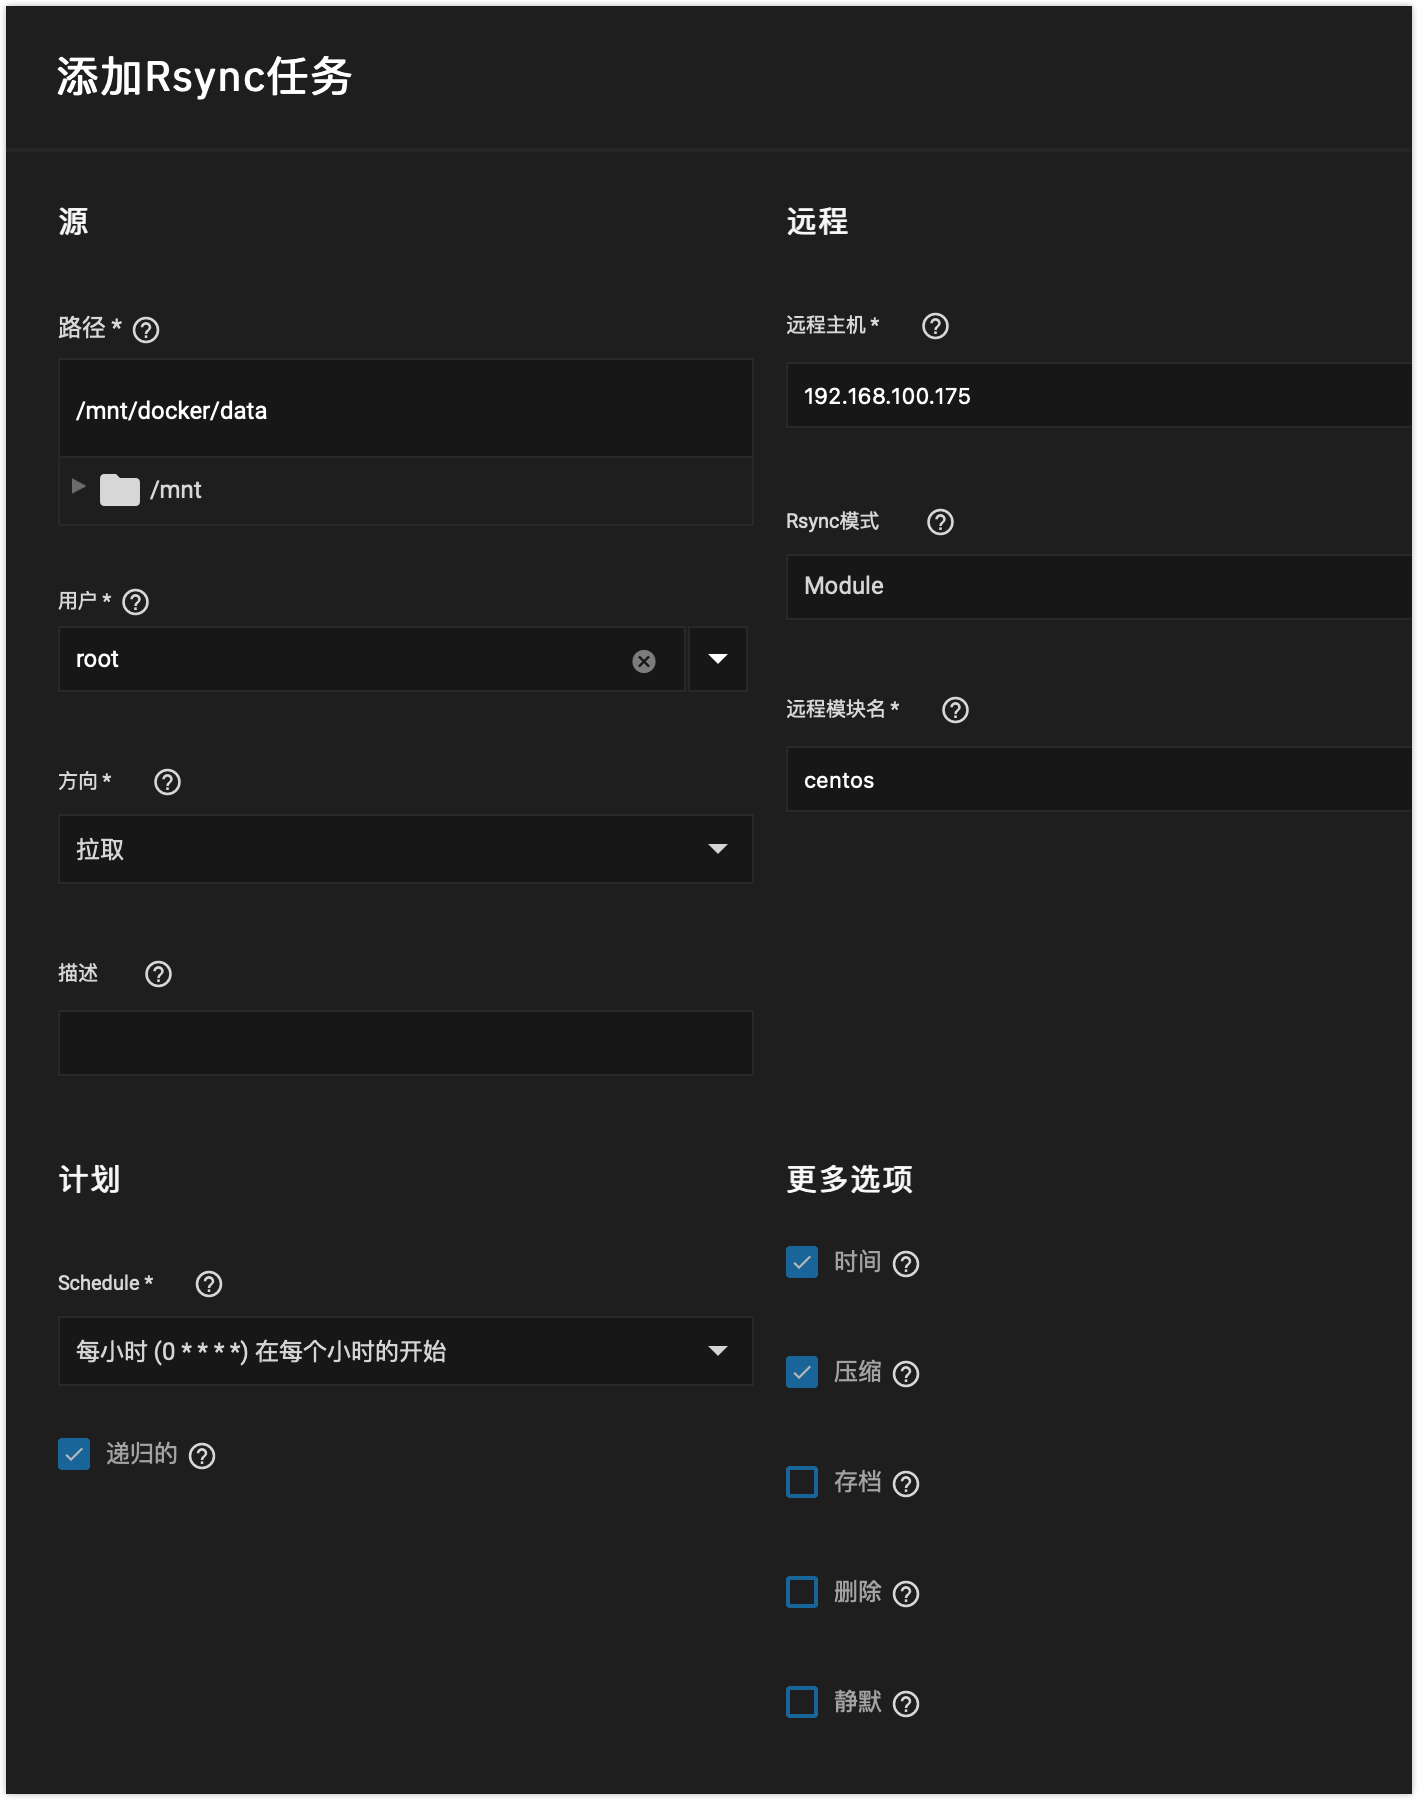 添加Rsync任务
源
路径 *
/mnt/docker/data
/mnt
用户 *
root
方向 *
拉取
描述
远程
远程主机 *
192.168.100.175
Rsync模式
Module
远程模块名 *
centos
计划
Schedule *
每小时 (0 * * * *) 在每个小时的开始
递归的
更多选项
时间
压缩
存档
删除
静默